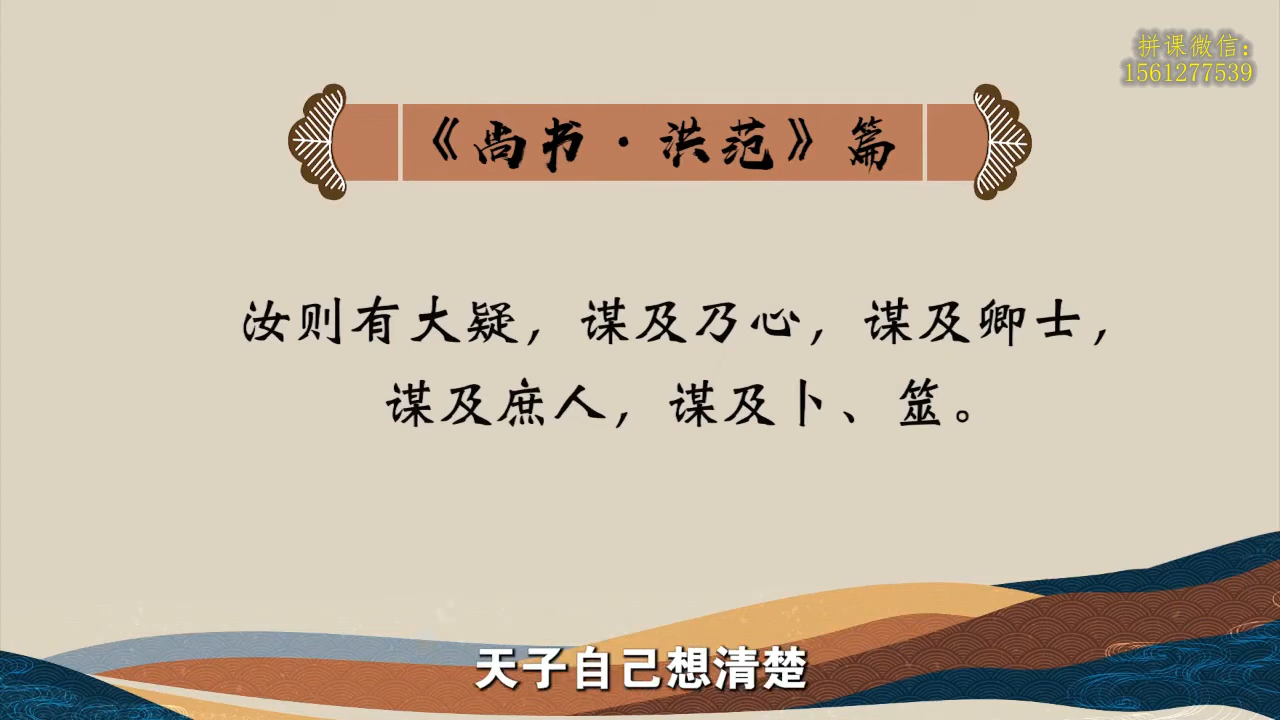 拼课微信：
1561277539
《尚书·洪范》篇
汝则有大疑，谋及乃心，谋及卿士，
谋及庶人，谋及卜、筮。
天子自己想清楚